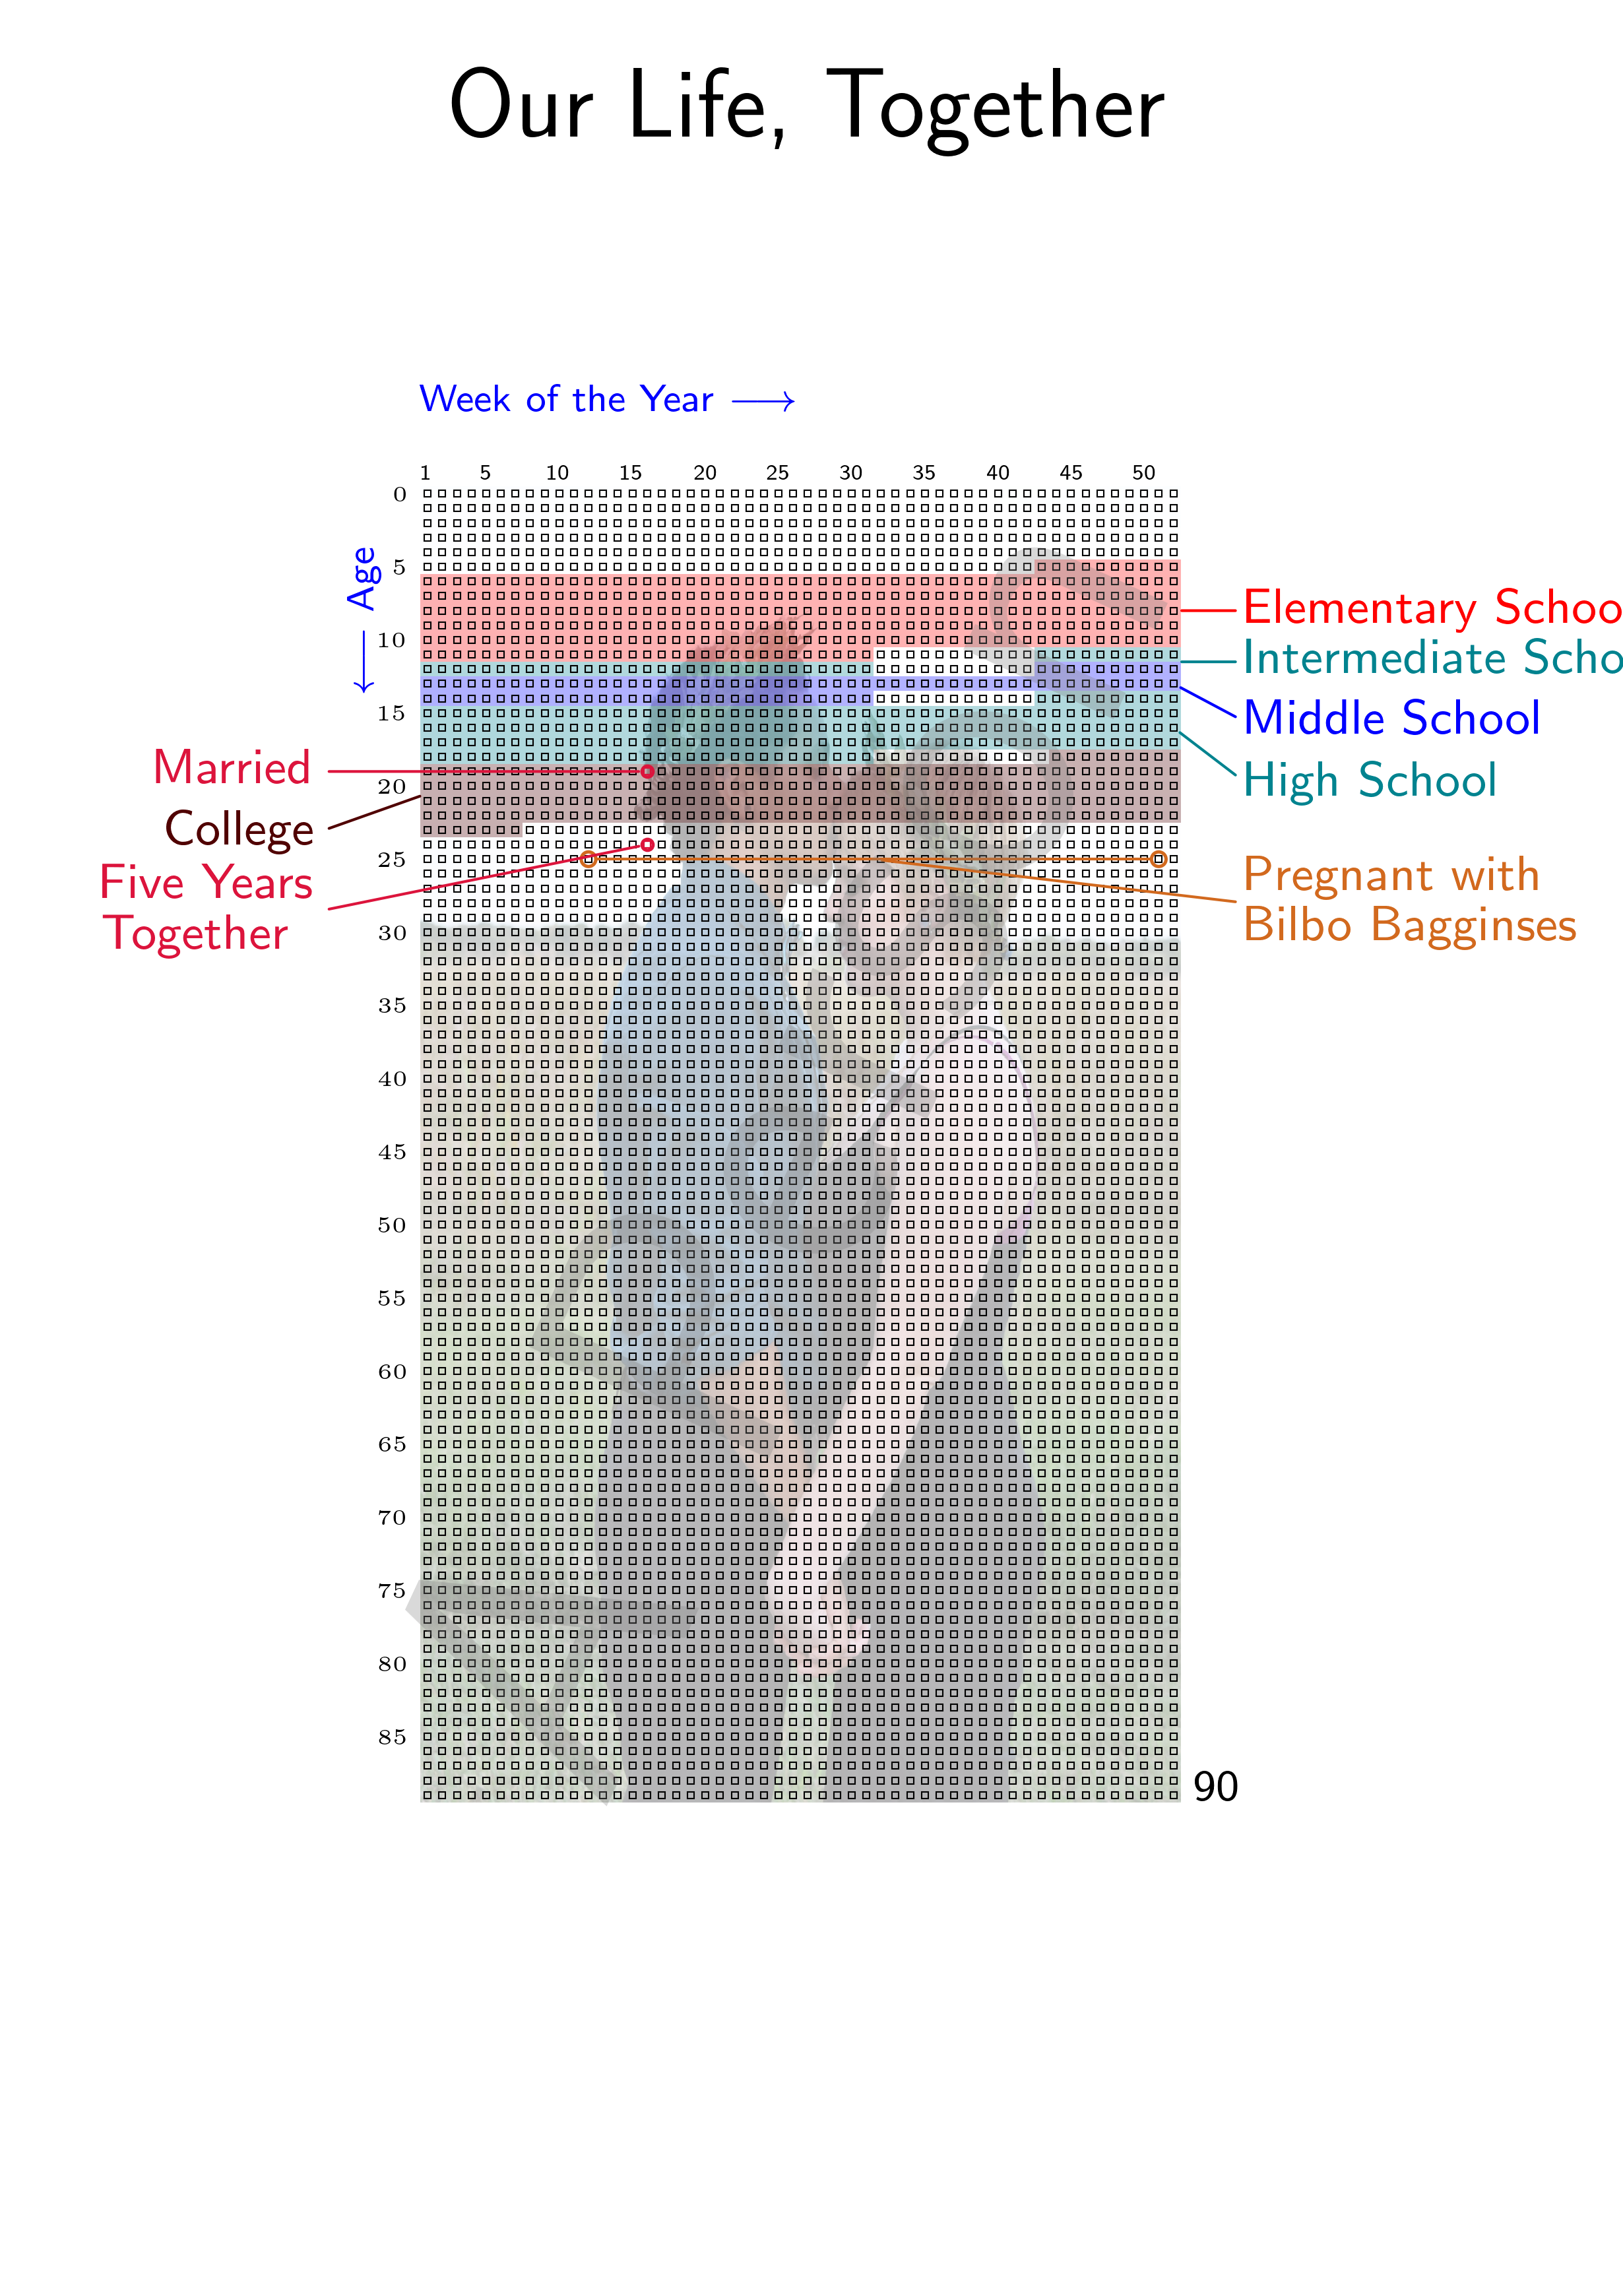 Our Life, Together
Week of the Year →
1 5 10 15 20 25 30 35 40 45 50
0
Age
5
Elementary Schoo
10
Intermediate Scho
15
Middle School
Married
High School
20
College
25
Five Years
Pregnant with
Together
Bilbo Bagginses
30
35
40
45
50
55
60
65
70
75
80
85
90